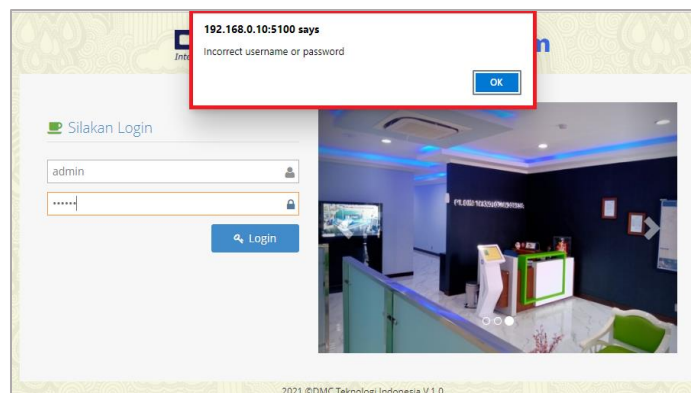 192.168.0.10:5100 says
Incorrect username or password
OK
Silakan Login
admin
Login
2021 ©DMC Teknologi Indonesia V.1.0